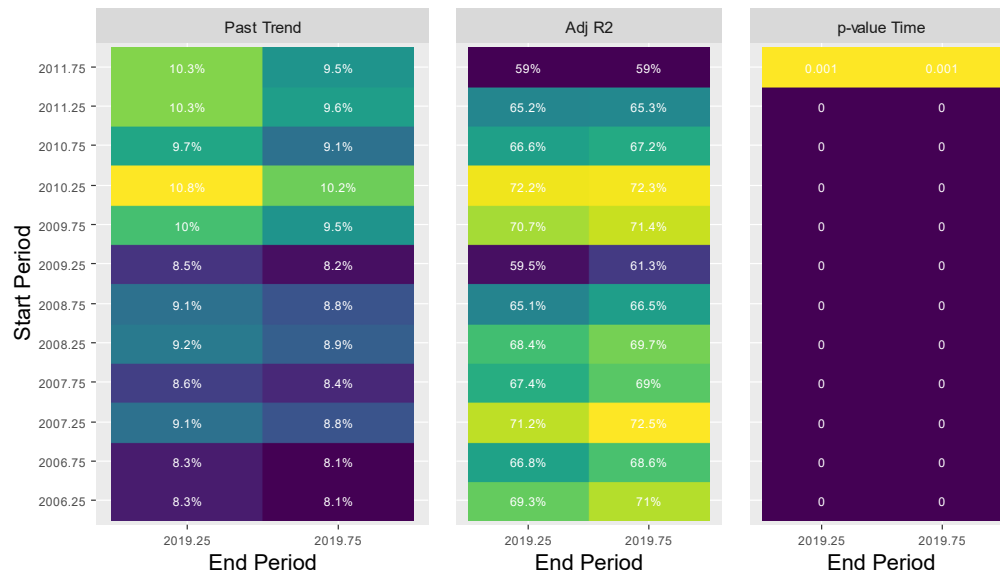 Past Trend Adj R2 p-value Time
2011.75 10.3% 9.5% 59% 59% 0.001 0.001
2011.25 10.3% 9.6% 65.2% 65.3% 0 0
2010.75 9.7% 9.1% 66.6% 67.2% 0 0
2010.25 10.8% 10.2% 72.2% 72.3% 0 0
2009.75 10% 9.5% 70.7% 71.4% 0 0
2009.25 8.5% 8.2% 59.5% 61.3% 0 0
2008.75 9.1% 8.8% 65.1% 66.5% 0 0
2008.25 9.2% 8.9% 68.4% 69.7% 0 0
2007.75 8.6% 8.4% 67.4% 69% 0 0
2007.25 9.1% 8.8% 71.2% 72.5% 0 0
2006.75 8.3% 8.1% 66.8% 68.6% 0 0
2006.25 8.3% 8.1% 69.3% 71% 0 0
Start Period
2019.25 2019.75 2019.25 2019.75 2019.25 2019.75
End Period End Period End Period